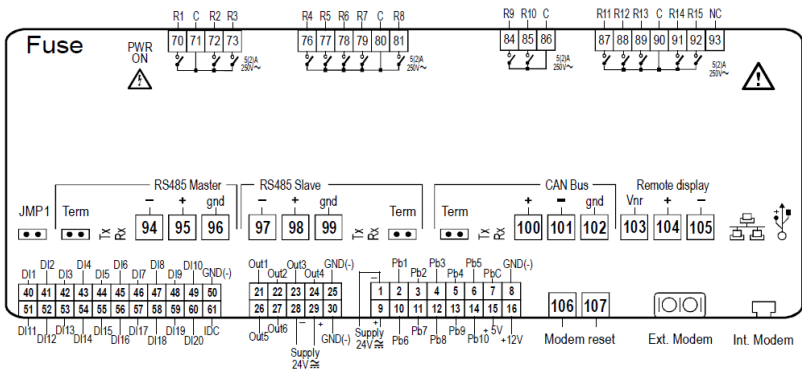 R1 C R2 R3 R4 R5 R6 R7 C R8 R9 R10 C R11 R12 R13 C R14 R15 NC
Fuse
PWR ON
70 71 72 73 76 77 78 79 80 81 84 85 86 87 88 89 90 91 92 93
5(2)A 250V~ 5(2)A 250V~ 5(2)A 250V~
RS485 Master RS485 Slave CAN Bus Remote display
JMP1 Term − + gnd − + gnd Term Term + − gnd Vnr + −
Tx Rx 94 95 96 97 98 99 Tx Rx Tx Rx 100 101 102 103 104 105
DI1 DI2 DI3 DI4 DI5 DI6 DI7 DI8 DI9 DI10 GND(-) Out1 Out2 Out3 Out4 GND(-) − Pb1 Pb2 Pb3 Pb4 Pb5 PbC GND(-)
40 41 42 43 44 45 46 47 48 49 50 21 22 23 24 25 1 2 3 4 5 6 7 8
51 52 53 54 55 56 57 58 59 60 61 26 27 28 29 30 9 10 11 12 13 14 15 16 106 107
DI11 DI12 DI13 DI14 DI15 DI16 DI17 DI18 DI19 DI20 IDC Out5 Out6 − + GND(-) + Pb6 Pb7 Pb8 Pb9 Pb10 + 5V +12V
Supply 24V≂ Supply 24V≂ Modem reset Ext. Modem Int. Modem